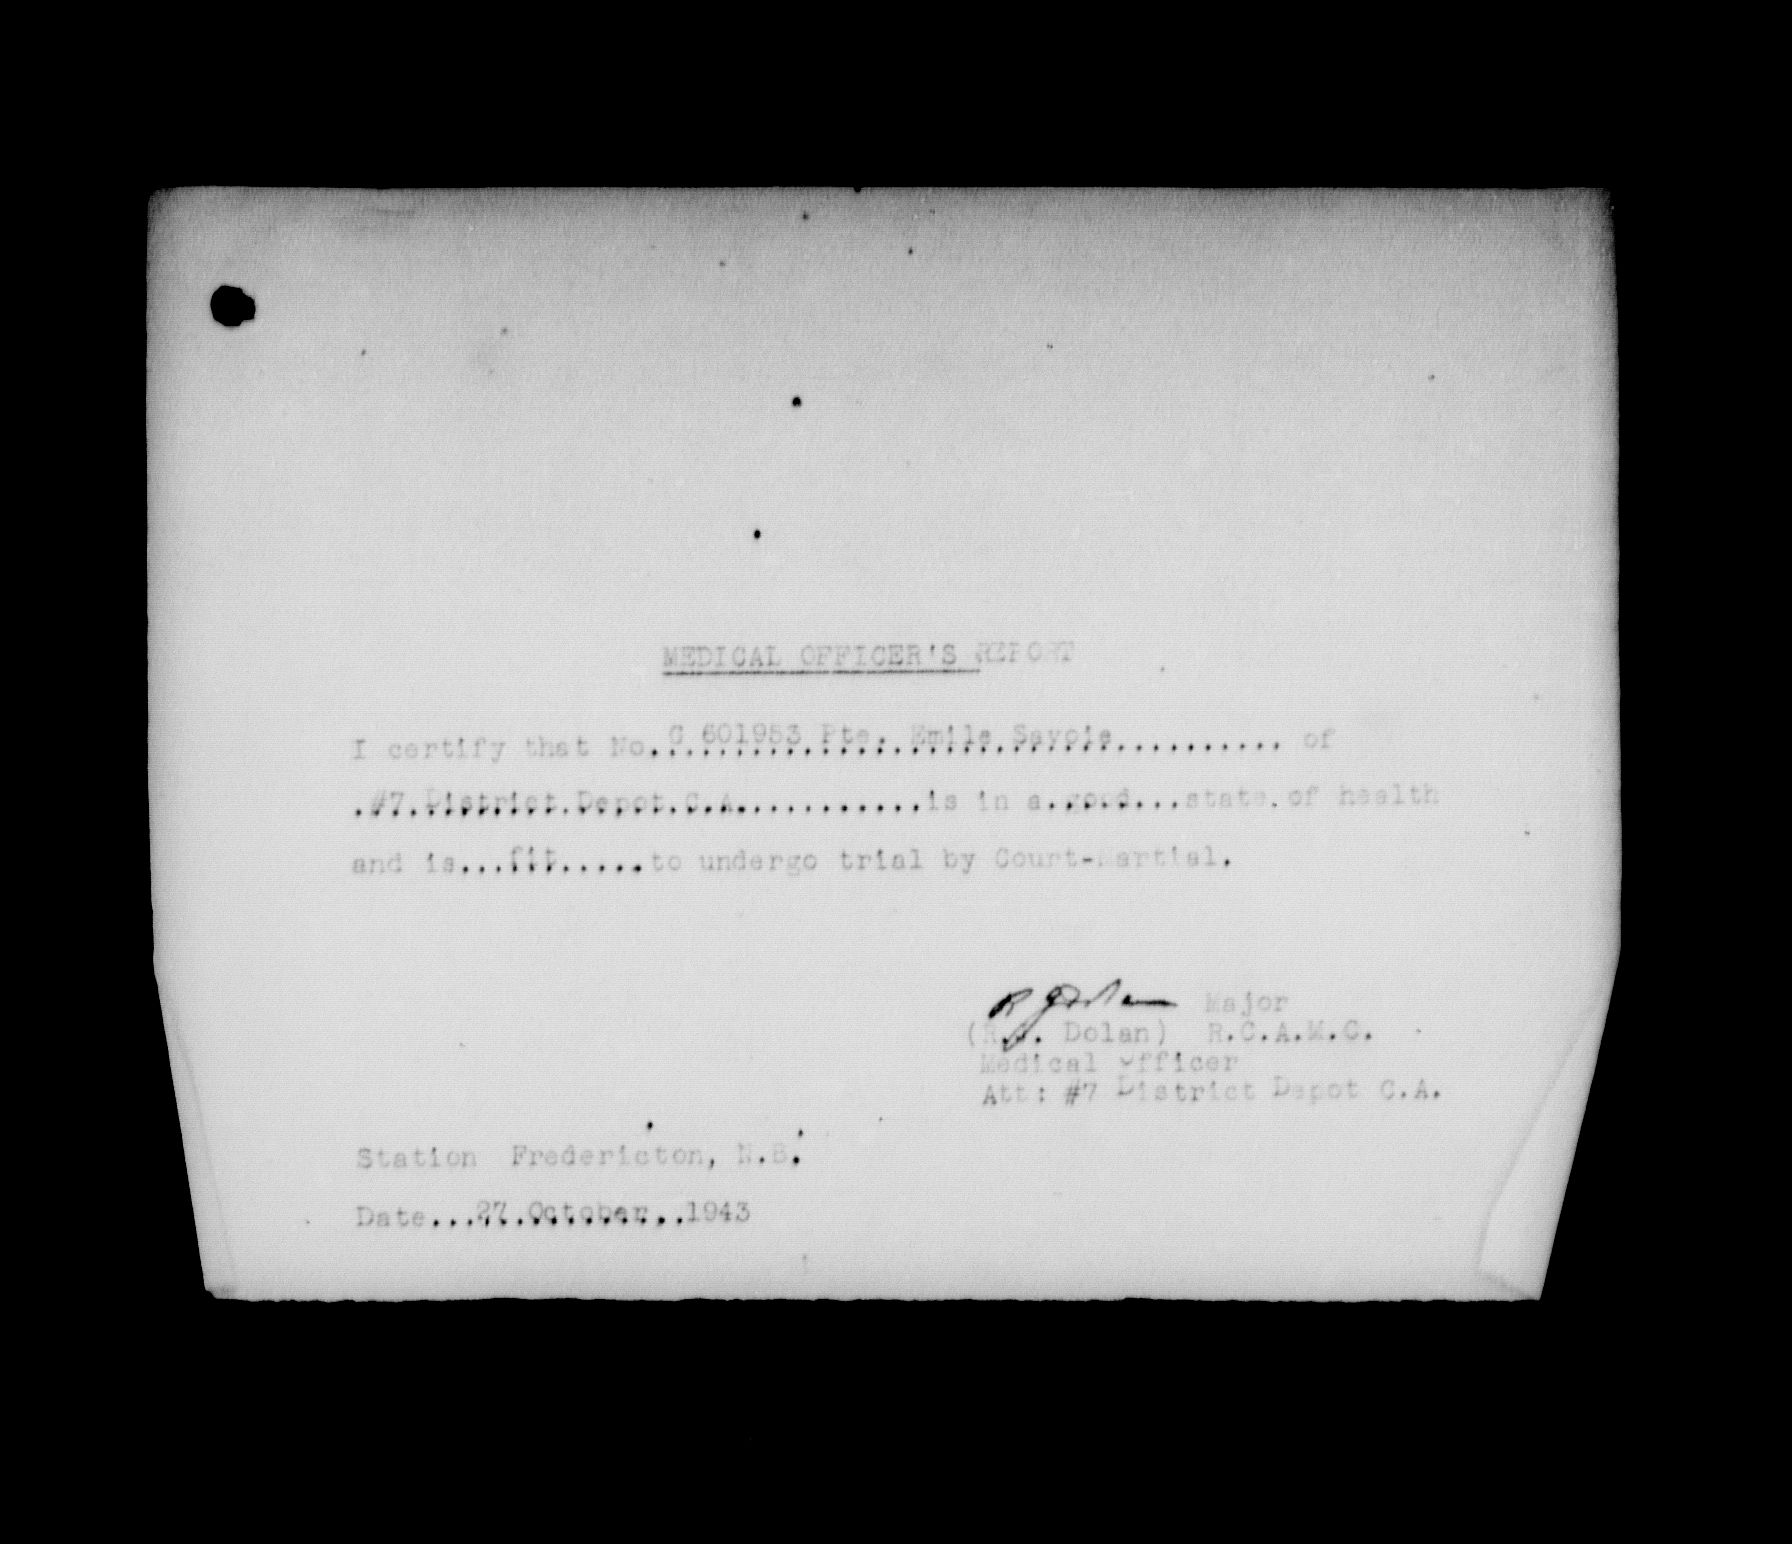 MEDICAL OFFICER'S REPORT
I certify that No. C 601953 Pte. Emile Savoie.......... of
.#7.District.Depot.C.A...........is in a.good...state.of health
and is...fit.....to undergo trial by Court-Martial.
R J Dolan Major
(R.J. Dolan) R.C.A.M.C.
Medical Officer
Att: #7 District Depot C.A.
Station Fredericton, N.B.
Date...27.October...1943